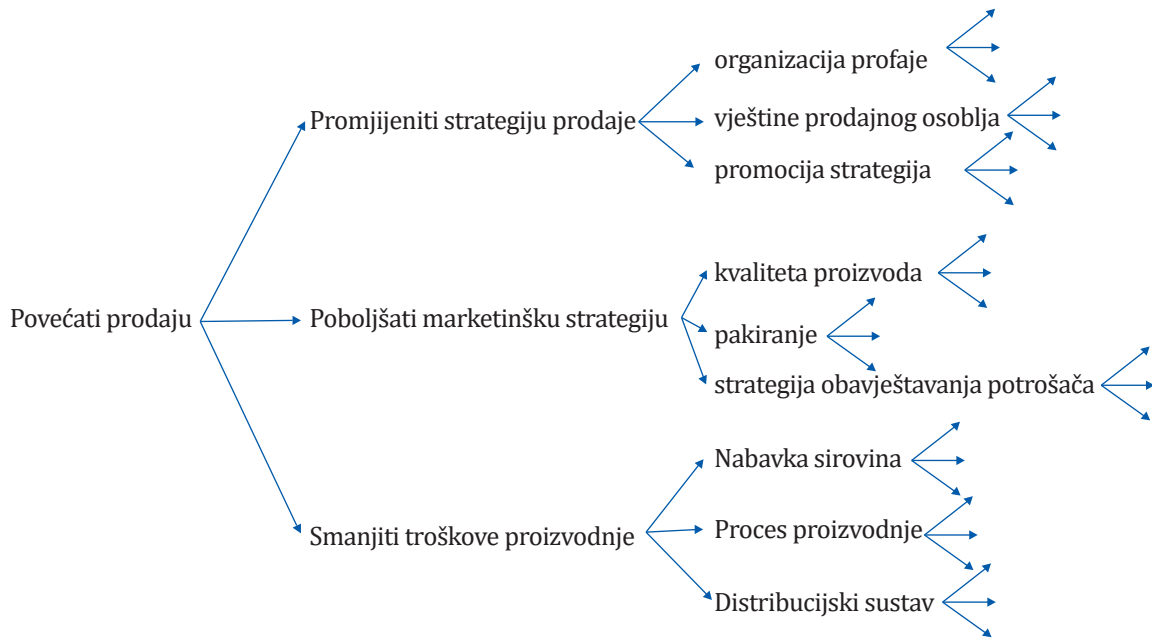 Povećati prodaju
Promjijeniti strategiju prodaje
organizacija profaje
vještine prodajnog osoblja
promocija strategija
Poboljšati marketinšku strategiju
kvaliteta proizvoda
pakiranje
strategija obavještavanja potrošača
Smanjiti troškove proizvodnje
Nabavka sirovina
Proces proizvodnje
Distribucijski sustav